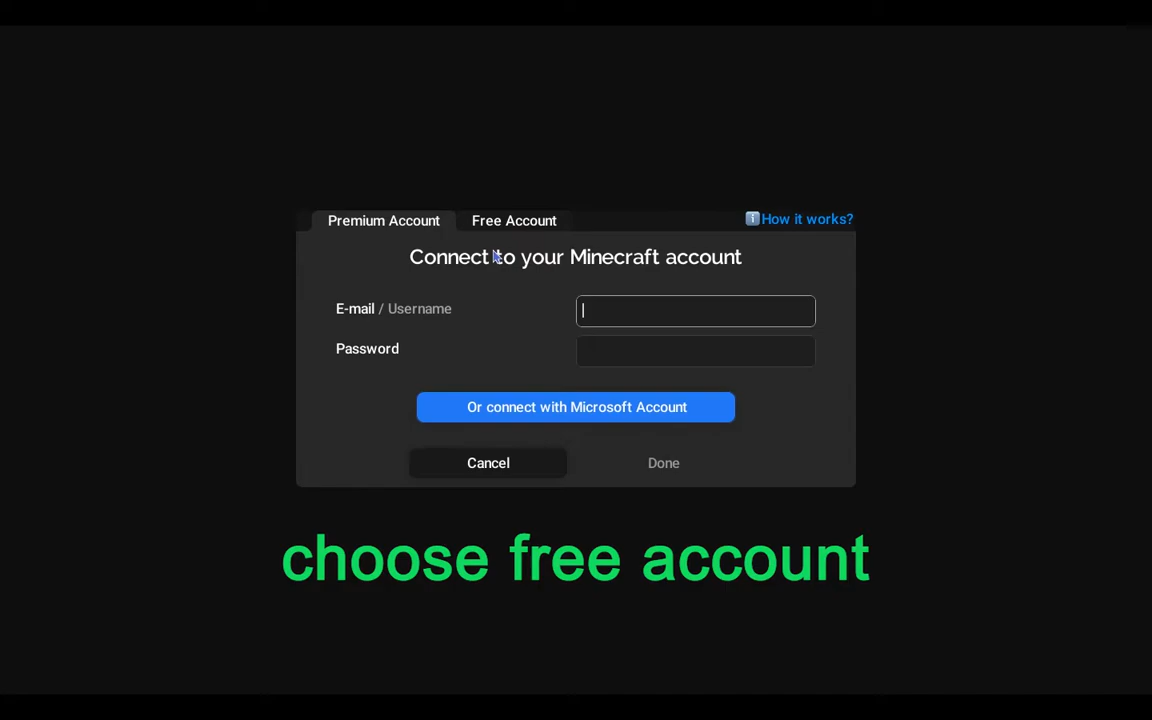 Premium Account
Free Account
ℹ️How it works?
Connect to your Minecraft account
E-mail / Username
Password
Or connect with Microsoft Account
Cancel
Done
choose free account